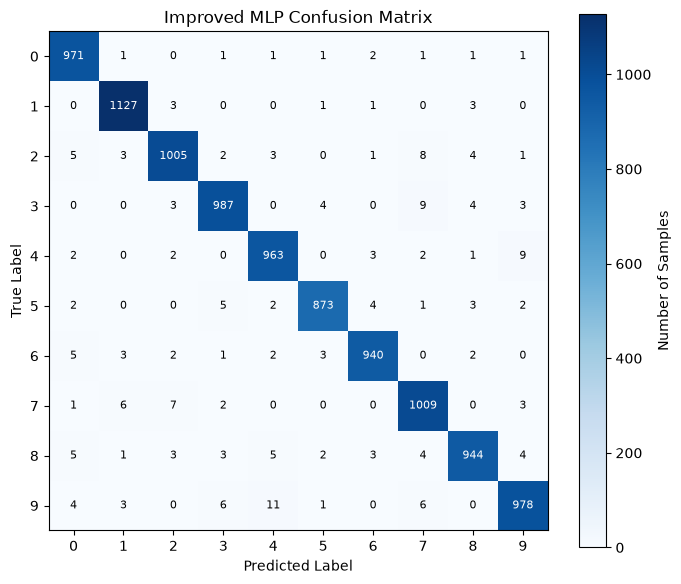 Improved MLP Confusion Matrix
0 971 1 0 1 1 1 2 1 1 1
1 0 1127 3 0 0 1 1 0 3 0
2 5 3 1005 2 3 0 1 8 4 1
3 0 0 3 987 0 4 0 9 4 3
4 2 0 2 0 963 0 3 2 1 9
5 2 0 0 5 2 873 4 1 3 2
6 5 3 2 1 2 3 940 0 2 0
7 1 6 7 2 0 0 0 1009 0 3
8 5 1 3 3 5 2 3 4 944 4
9 4 3 0 6 11 1 0 6 0 978
0 1 2 3 4 5 6 7 8 9
Predicted Label
True Label
1000
800
600
400
200
0
Number of Samples